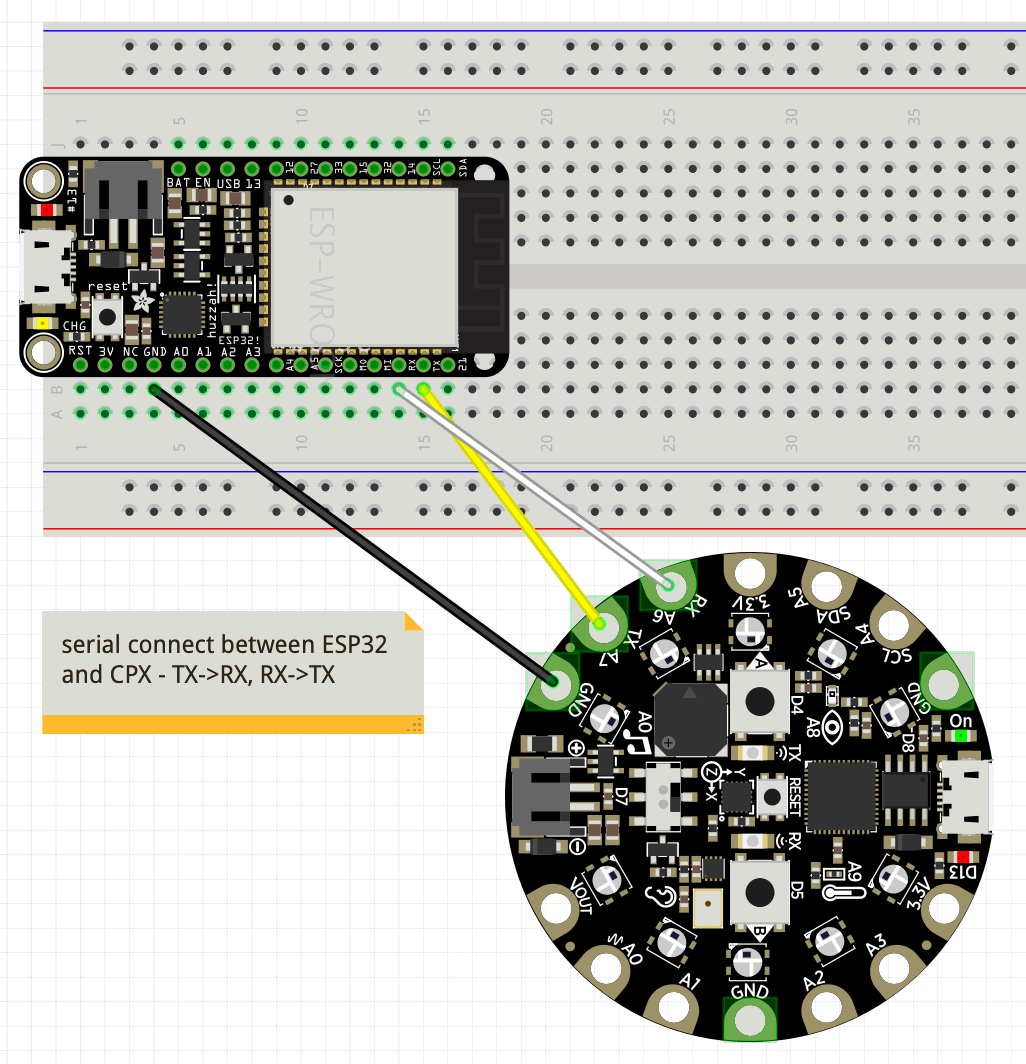 1 5 10 15 20 25 30 35
J
BAT EN USB 13 12 27 33 15 32 14 SCL SDA
#13
ESP-WROO
reset
huzzah!
CHG
ESP32!
RST 3V NC GND A0 A1 A2 A3 A4 A5 SCK MO MI RX TX 21
B
A
1 5 10 15 20 25 30 35
serial connect between ESP32
and CPX - TX->RX, RX->TX
RX A6
3.3V
A5 SDA
TX A7
A4 SCL
GND
GND
A
D4
On
A0
A8
D8
TX
Z Y X
D7
RESET
RX
D13
A9
D5
VOUT
3.3V
B
A0
A3
A1
A2
GND